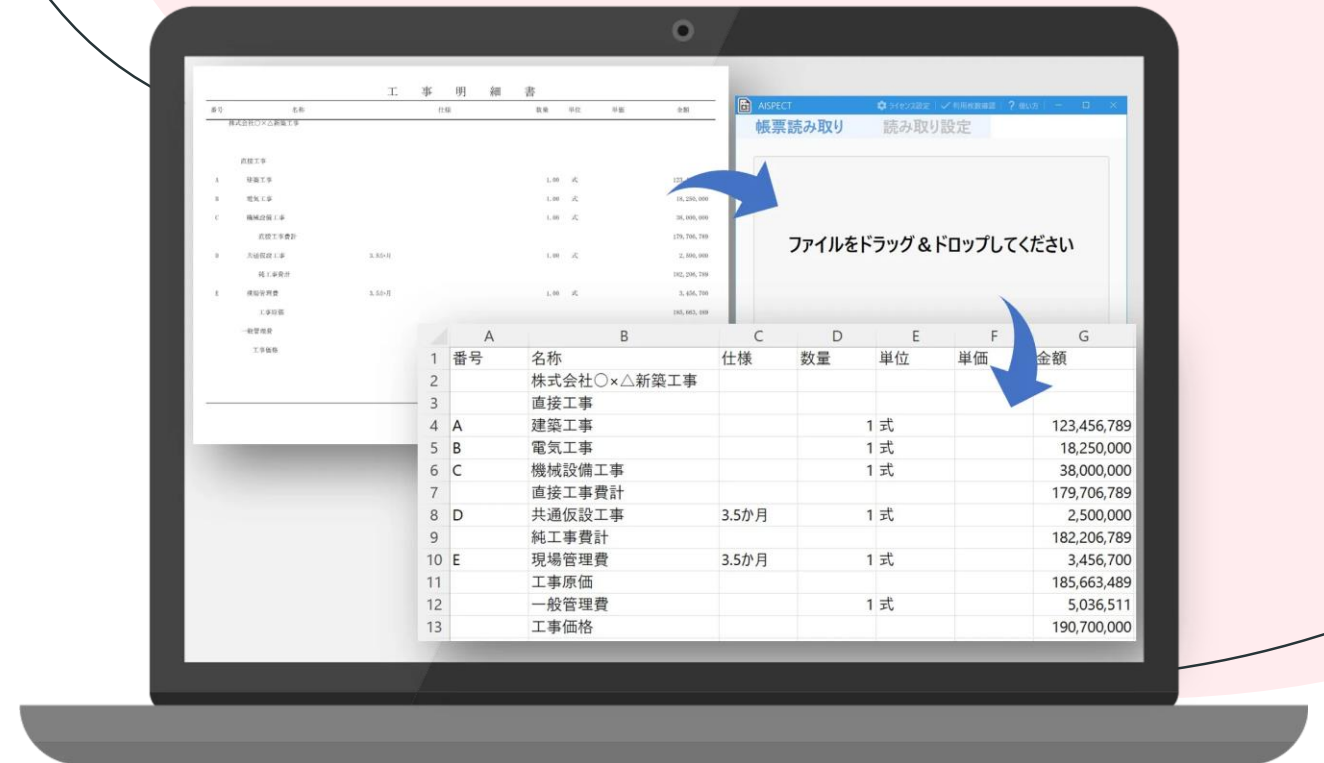 工事明細書
番号 名称 仕様 数量 単位 単価 金額
株式会社○×△新築工事
直接工事
A 建築工事 1.00 式
B 電気工事 1.00 式 18,250,000
C 機械設備工事 1.00 式 38,000,000
直接工事費計 179,706,789
D 共通仮設工事 3.5か月 1.00 式 2,500,000
純工事費計 182,206,789
E 現場管理費 3.5か月 1.00 式 3,456,700
工事原価 185,663,489
一般管理費
工事価格
AISPECT ライセンス設定 利用枚数確認 ? 使い方
帳票読み取り 読み取り設定
ファイルをドラッグ&ドロップしてください
A B C D E F G
1 番号 名称 仕様 数量 単位 単価 金額
2 株式会社○×△新築工事
3 直接工事
4 A 建築工事 1 式 123,456,789
5 B 電気工事 1 式 18,250,000
6 C 機械設備工事 1 式 38,000,000
7 直接工事費計 179,706,789
8 D 共通仮設工事 3.5か月 1 式 2,500,000
9 純工事費計 182,206,789
10 E 現場管理費 3.5か月 1 式 3,456,700
11 工事原価 185,663,489
12 一般管理費 1 式 5,036,511
13 工事価格 190,700,000